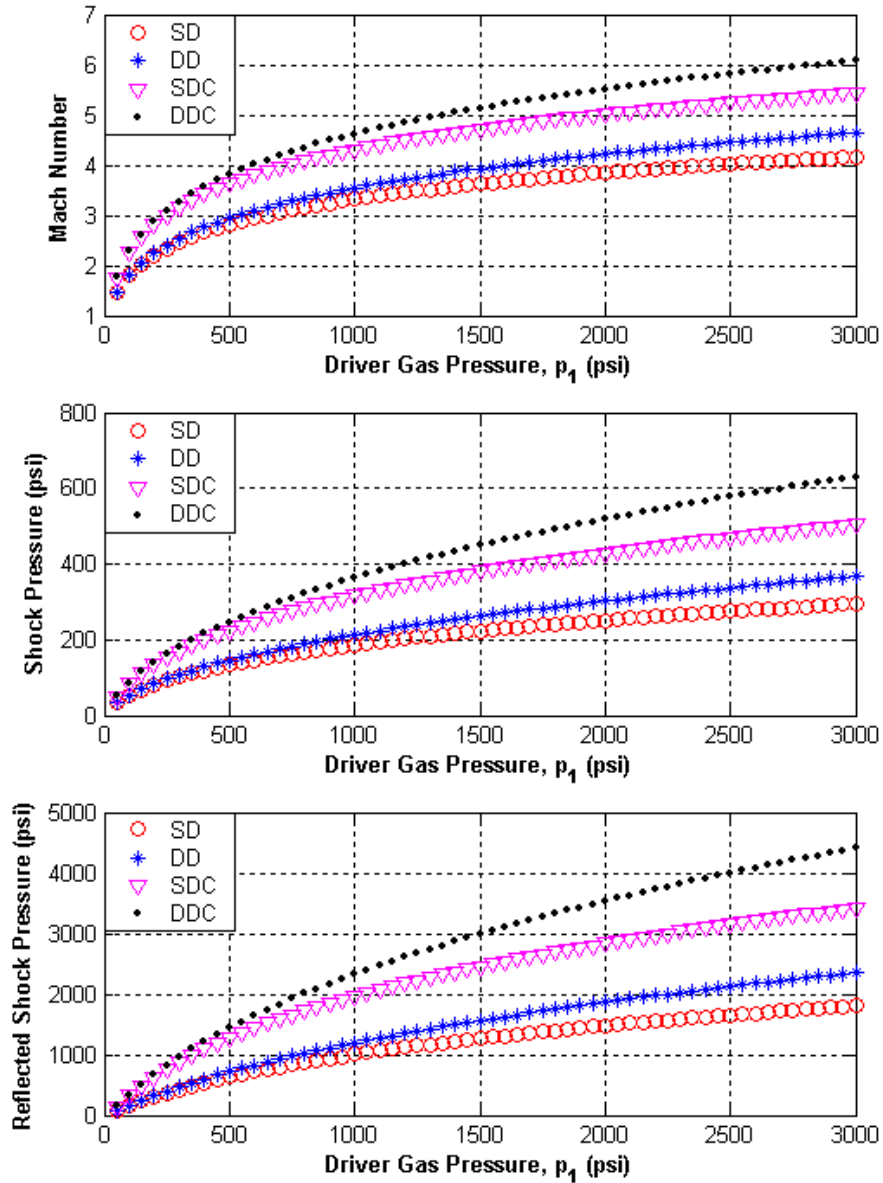 7
6
5
4
3
2
1
Mach Number
SD
DD
SDC
DDC
0 500 1000 1500 2000 2500 3000
Driver Gas Pressure, p1 (psi)
800
600
400
200
0
Shock Pressure (psi)
SD
DD
SDC
DDC
0 500 1000 1500 2000 2500 3000
Driver Gas Pressure, p1 (psi)
5000
4000
3000
2000
1000
0
Reflected Shock Pressure (psi)
SD
DD
SDC
DDC
0 500 1000 1500 2000 2500 3000
Driver Gas Pressure, p1 (psi)